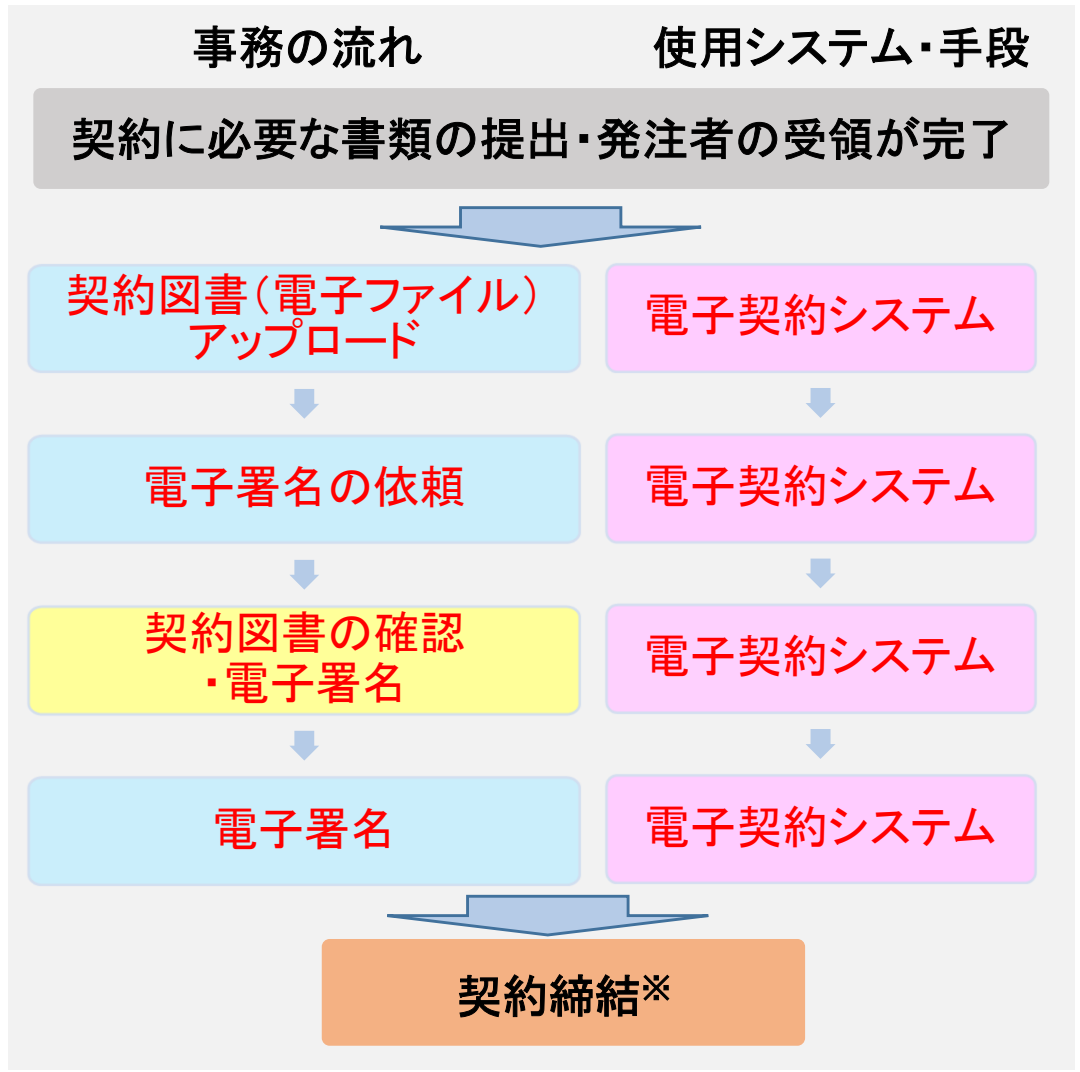 事務の流れ
使用システム・手段
契約に必要な書類の提出・発注者の受領が完了
契約図書（電子ファイル）
アップロード
電子契約システム
電子署名の依頼
電子契約システム
契約図書の確認
・電子署名
電子契約システム
電子署名
電子契約システム
契約締結※